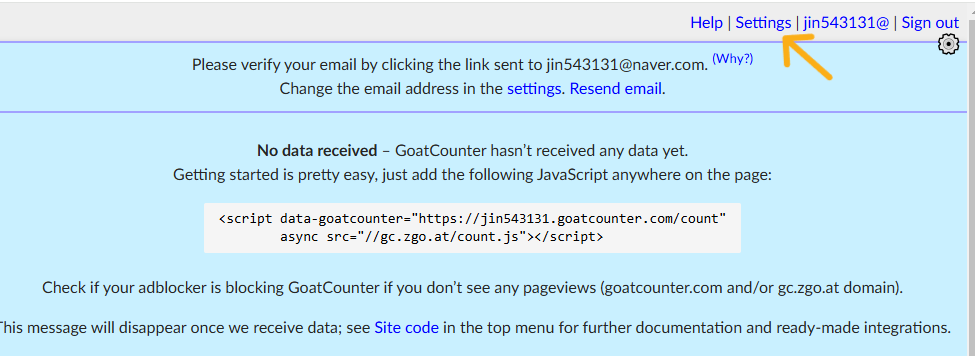 Help | Settings | jin543131@ | Sign out
Please verify your email by clicking the link sent to jin543131@naver.com. (Why?)
Change the email address in the settings. Resend email.
No data received – GoatCounter hasn’t received any data yet.
Getting started is pretty easy, just add the following JavaScript anywhere on the page:
<script data-goatcounter="https://jin543131.goatcounter.com/count"
async src="//gc.zgo.at/count.js"></script>
Check if your adblocker is blocking GoatCounter if you don’t see any pageviews (goatcounter.com and/or gc.zgo.at domain).
This message will disappear once we receive data; see Site code in the top menu for further documentation and ready-made integrations.